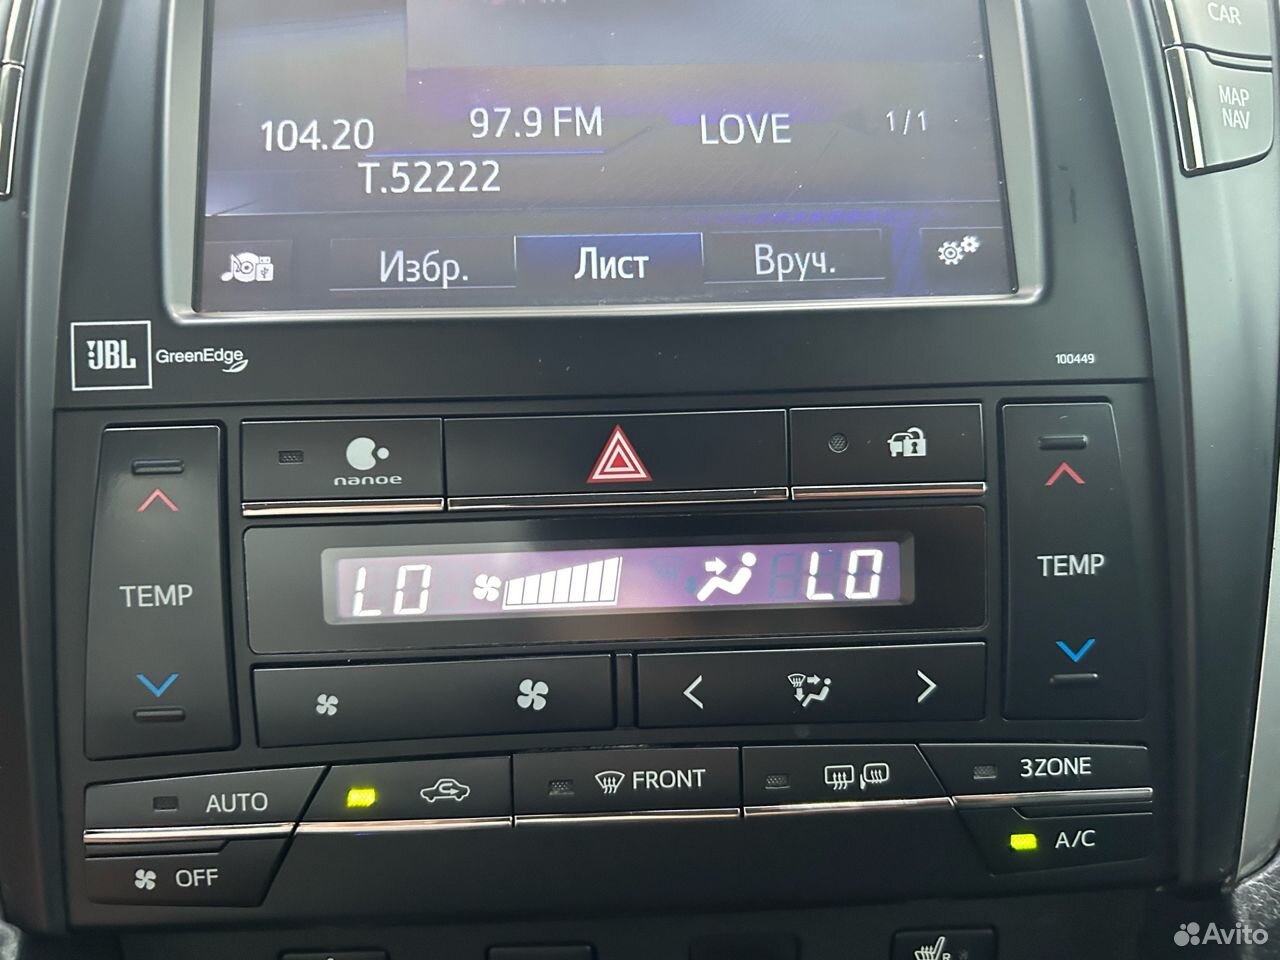 CAR
MAP
NAV
104.20
97.9 FM
LOVE
1/1
T.52222
Избр.
Лист
Вруч.
JBL GreenEdge
100449
nanoe
TEMP
TEMP
LO
LO
AUTO
FRONT
3ZONE
OFF
A/C
R
Avito